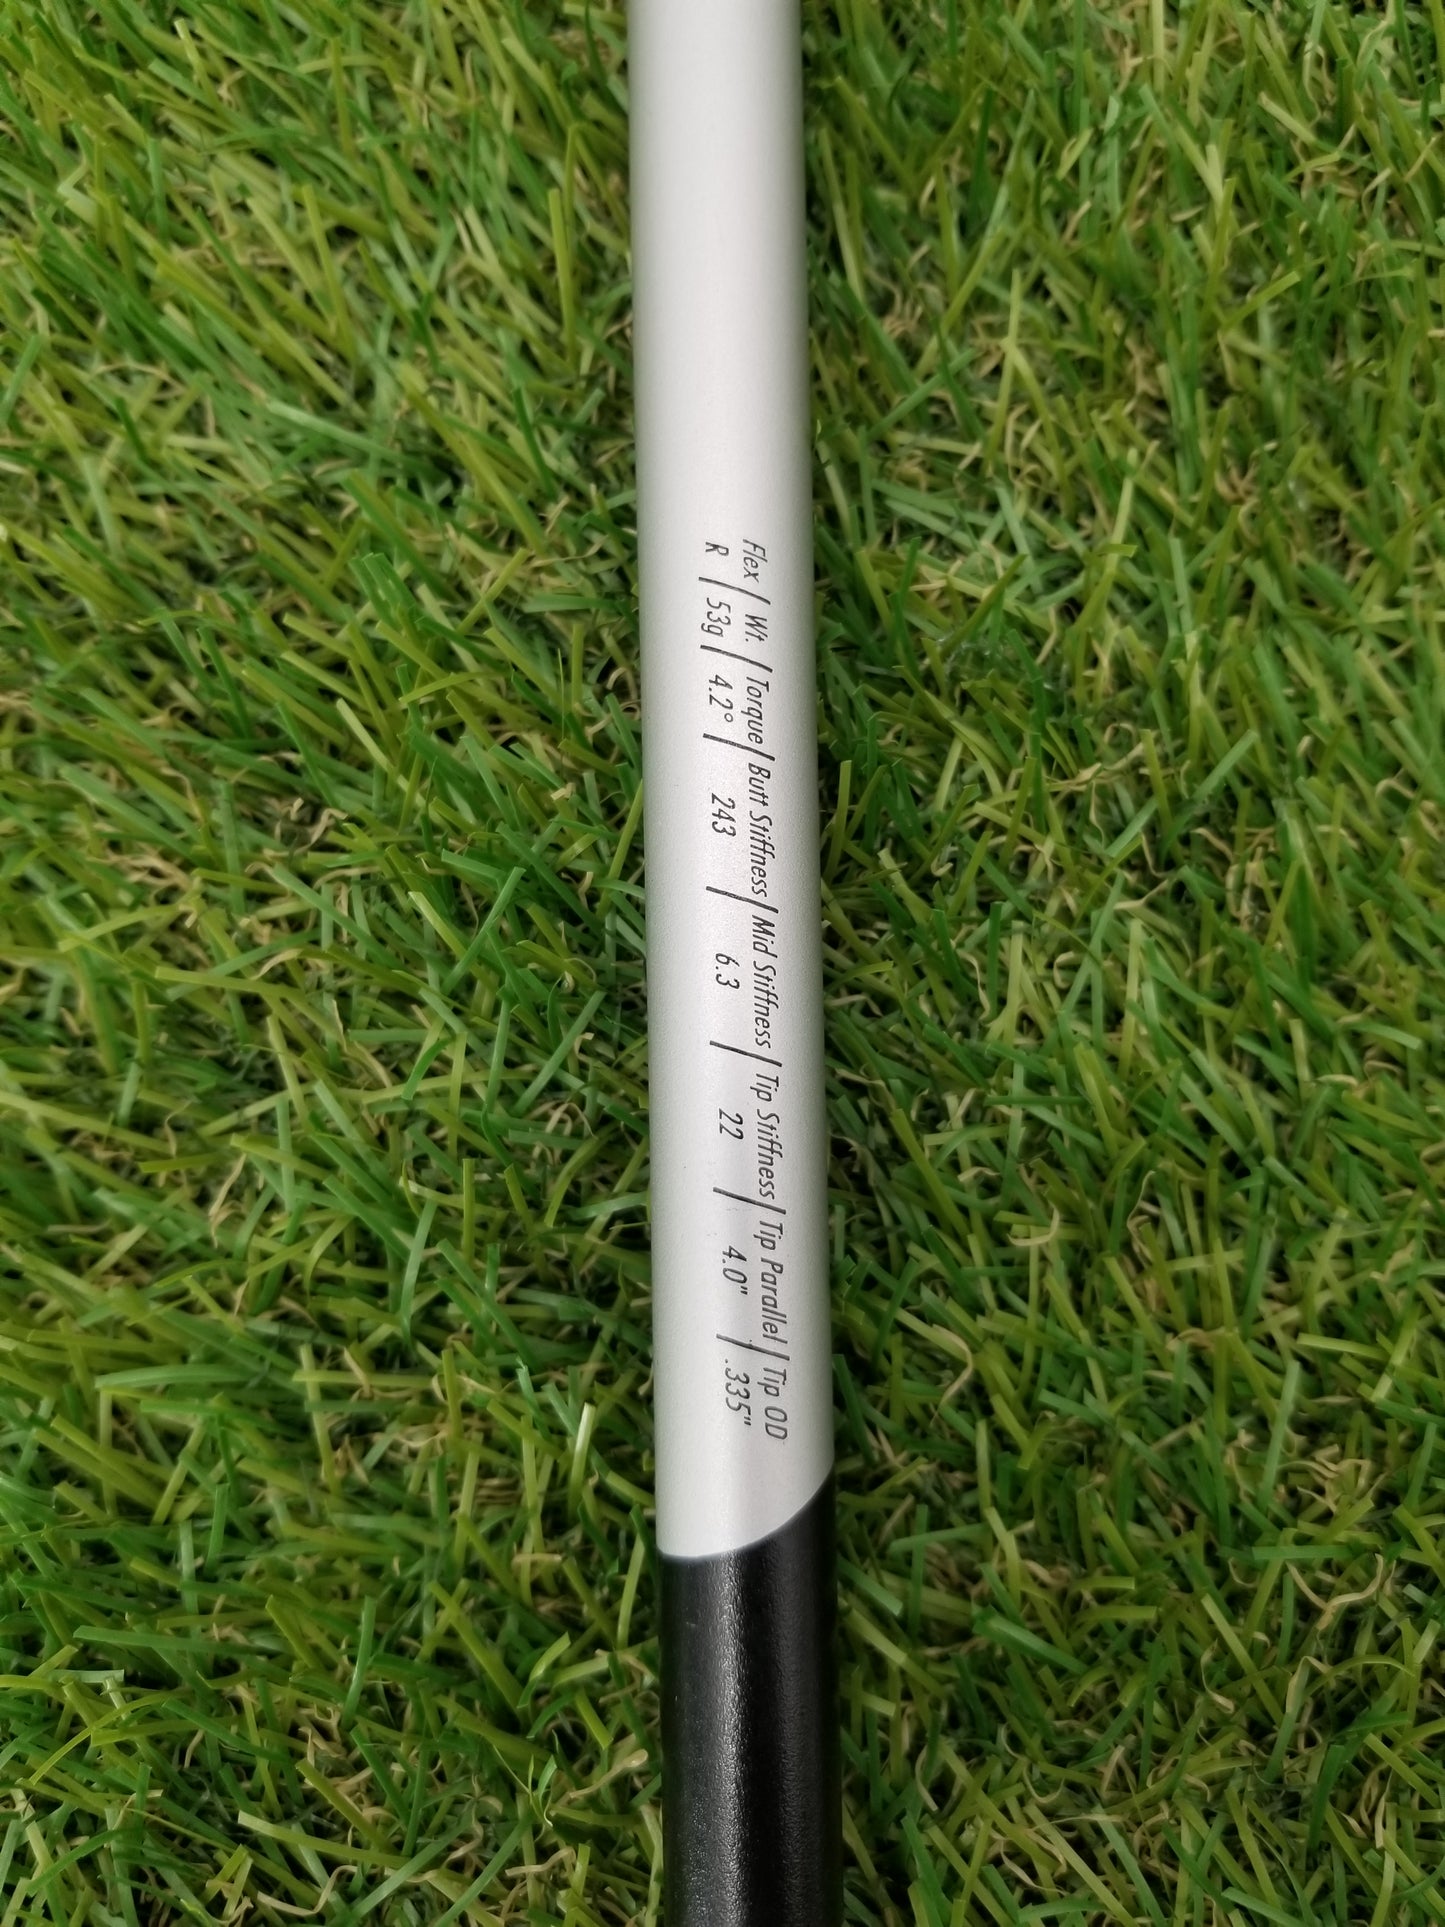 Flex | Wt. | Torque | Butt Stiffness | Mid Stiffness | Tip Stiffness | Tip Parallel | Tip OD
R | 53g | 4.2° | 243 | 6.3 | 22 | 4.0" | .335"